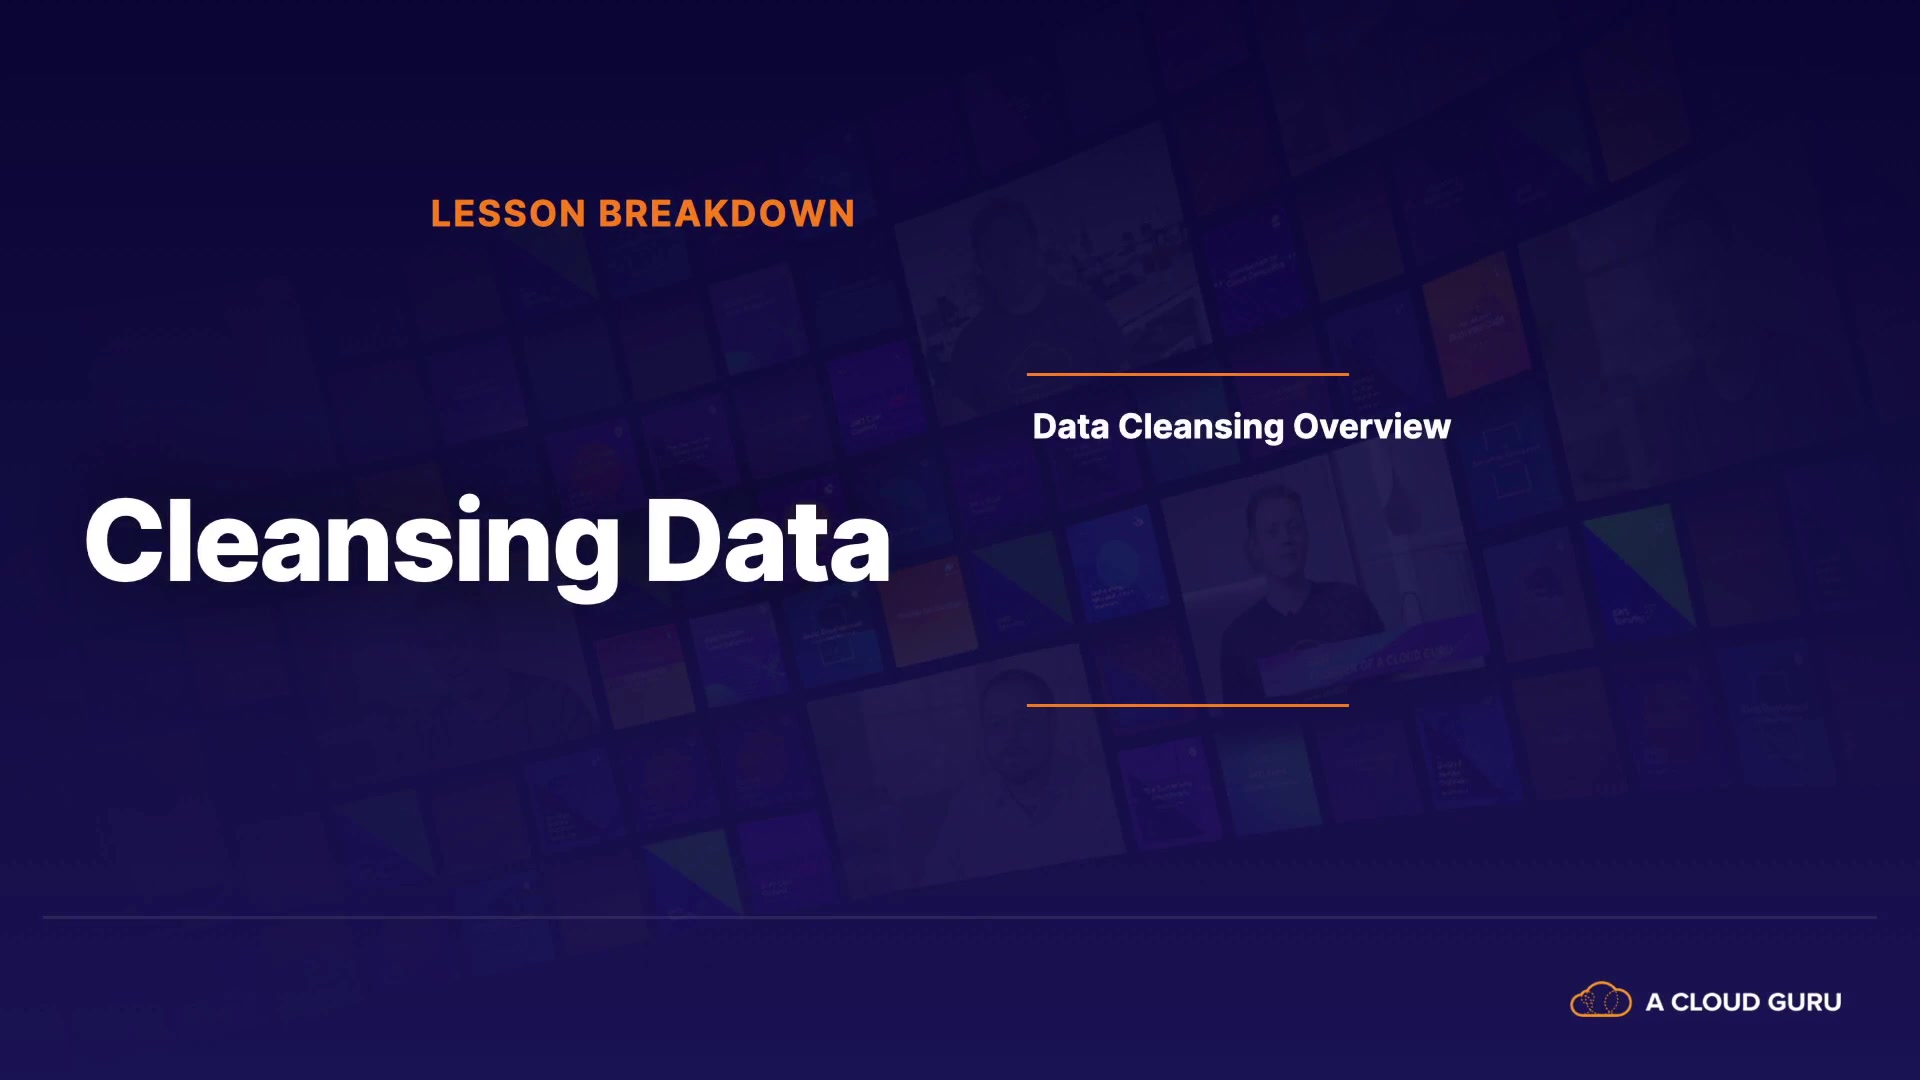 LESSON BREAKDOWN
Cleansing Data
Data Cleansing Overview
A CLOUD GURU